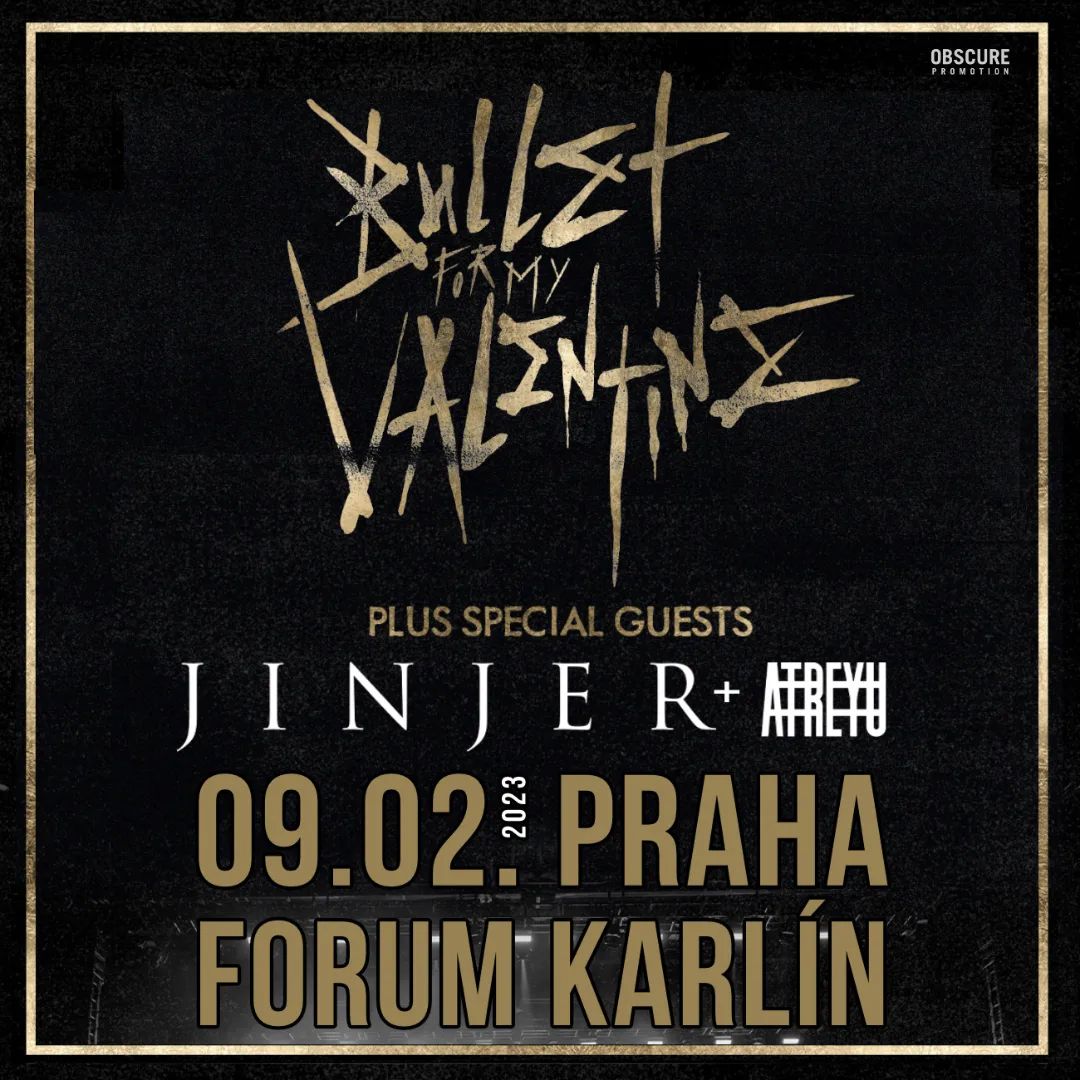 OBSCURE
PROMOTION
BULLET
FOR MY
VALENTINE
PLUS SPECIAL GUESTS
JINJER + ATREYU
09.02. 2023 PRAHA
FORUM KARLÍN